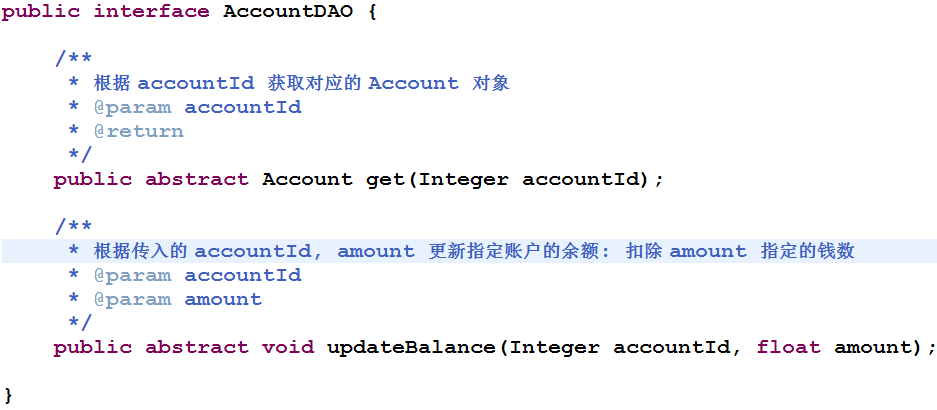 public interface AccountDAO {
/**
* 根据 accountId 获取对应的 Account 对象
* @param accountId
* @return
*/
public abstract Account get(Integer accountId);
/**
* 根据传入的 accountId, amount 更新指定账户的余额: 扣除 amount 指定的钱数
* @param accountId
* @param amount
*/
public abstract void updateBalance(Integer accountId, float amount);
}